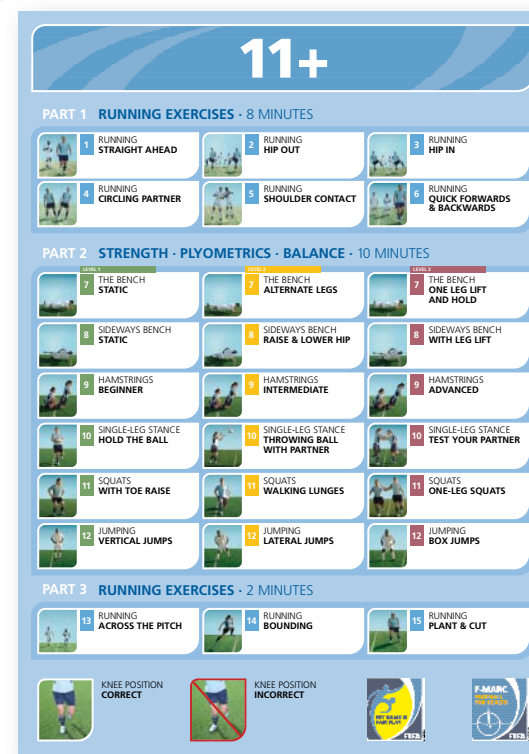 11+
PART 1 RUNNING EXERCISES · 8 MINUTES
1 RUNNING
STRAIGHT AHEAD
2 RUNNING
HIP OUT
3 RUNNING
HIP IN
4 RUNNING
CIRCLING PARTNER
5 RUNNING
SHOULDER CONTACT
6 RUNNING
QUICK FORWARDS
& BACKWARDS
PART 2 STRENGTH · PLYOMETRICS · BALANCE · 10 MINUTES
LEVEL 1
LEVEL 2
LEVEL 3
7 THE BENCH
STATIC
7 THE BENCH
ALTERNATE LEGS
7 THE BENCH
ONE LEG LIFT
AND HOLD
8 SIDEWAYS BENCH
STATIC
8 SIDEWAYS BENCH
RAISE & LOWER HIP
8 SIDEWAYS BENCH
WITH LEG LIFT
9 HAMSTRINGS
BEGINNER
9 HAMSTRINGS
INTERMEDIATE
9 HAMSTRINGS
ADVANCED
10 SINGLE-LEG STANCE
HOLD THE BALL
10 SINGLE-LEG STANCE
THROWING BALL
WITH PARTNER
10 SINGLE-LEG STANCE
TEST YOUR PARTNER
11 SQUATS
WITH TOE RAISE
11 SQUATS
WALKING LUNGES
11 SQUATS
ONE-LEG SQUATS
12 JUMPING
VERTICAL JUMPS
12 JUMPING
LATERAL JUMPS
12 JUMPING
BOX JUMPS
PART 3 RUNNING EXERCISES · 2 MINUTES
13 RUNNING
ACROSS THE PITCH
14 RUNNING
BOUNDING
15 RUNNING
PLANT & CUT
KNEE POSITION
CORRECT
KNEE POSITION
INCORRECT
FAIR PLAY
FIFA
F-MARC
FIFA